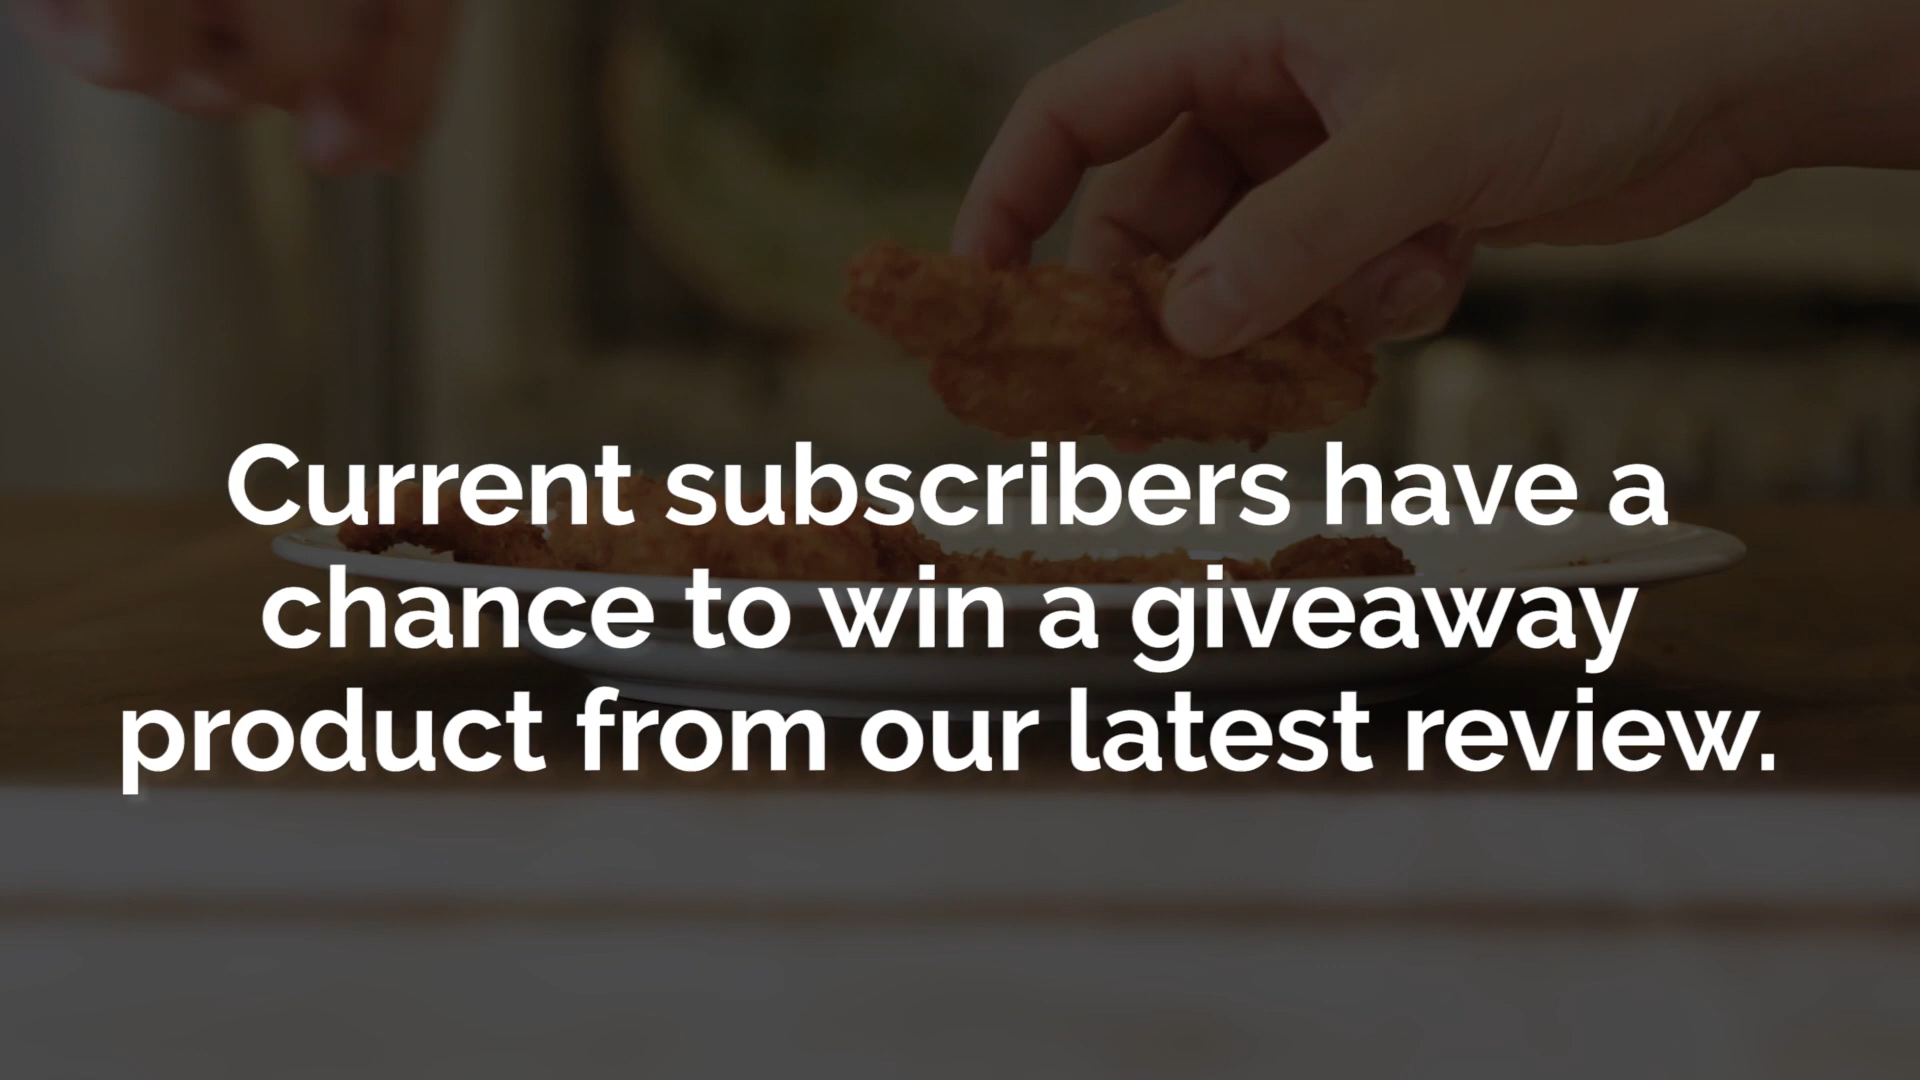 Current subscribers have a
chance to win a giveaway
product from our latest review.